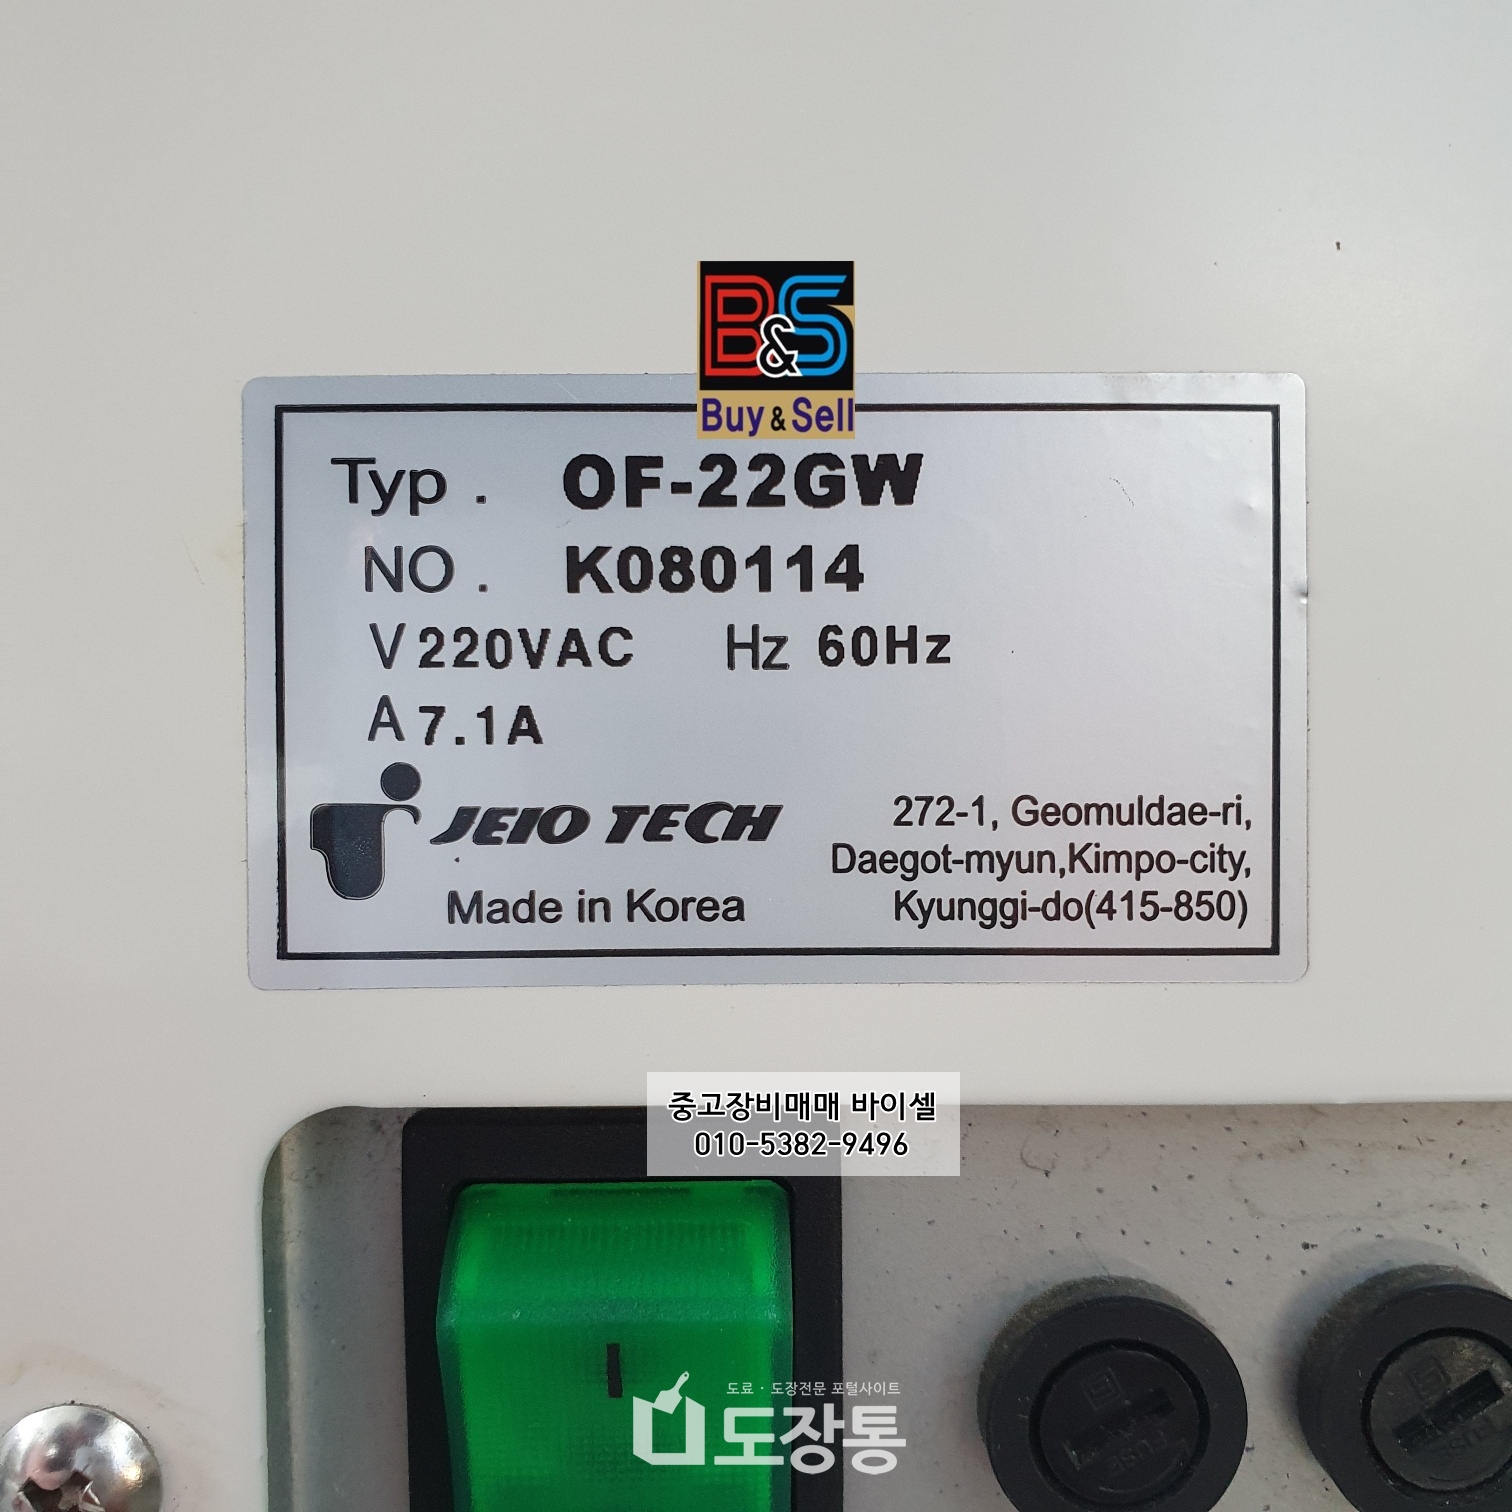 B&S
Buy & Sell
Typ. OF-22GW
NO. K080114
V 220VAC Hz 60Hz
A 7.1A
JEIO TECH
Made in Korea
272-1, Geomuldae-ri,
Daegot-myun,Kimpo-city,
Kyunggi-do(415-850)
중고장비매매 바이셀
010-5382-9496
도료 · 도장전문 포털사이트
도장통
FUSE